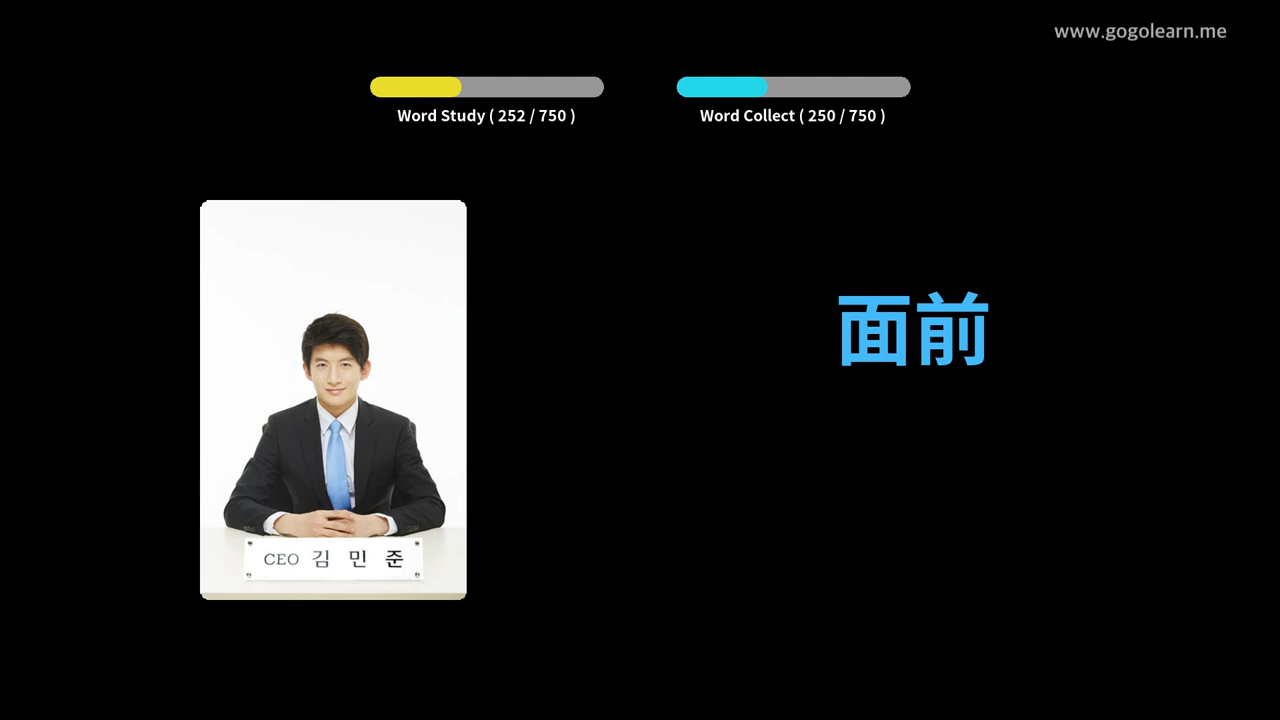 www.gogolearn.me
Word Study ( 252 / 750 )
Word Collect ( 250 / 750 )
面前
CEO 김 민 준